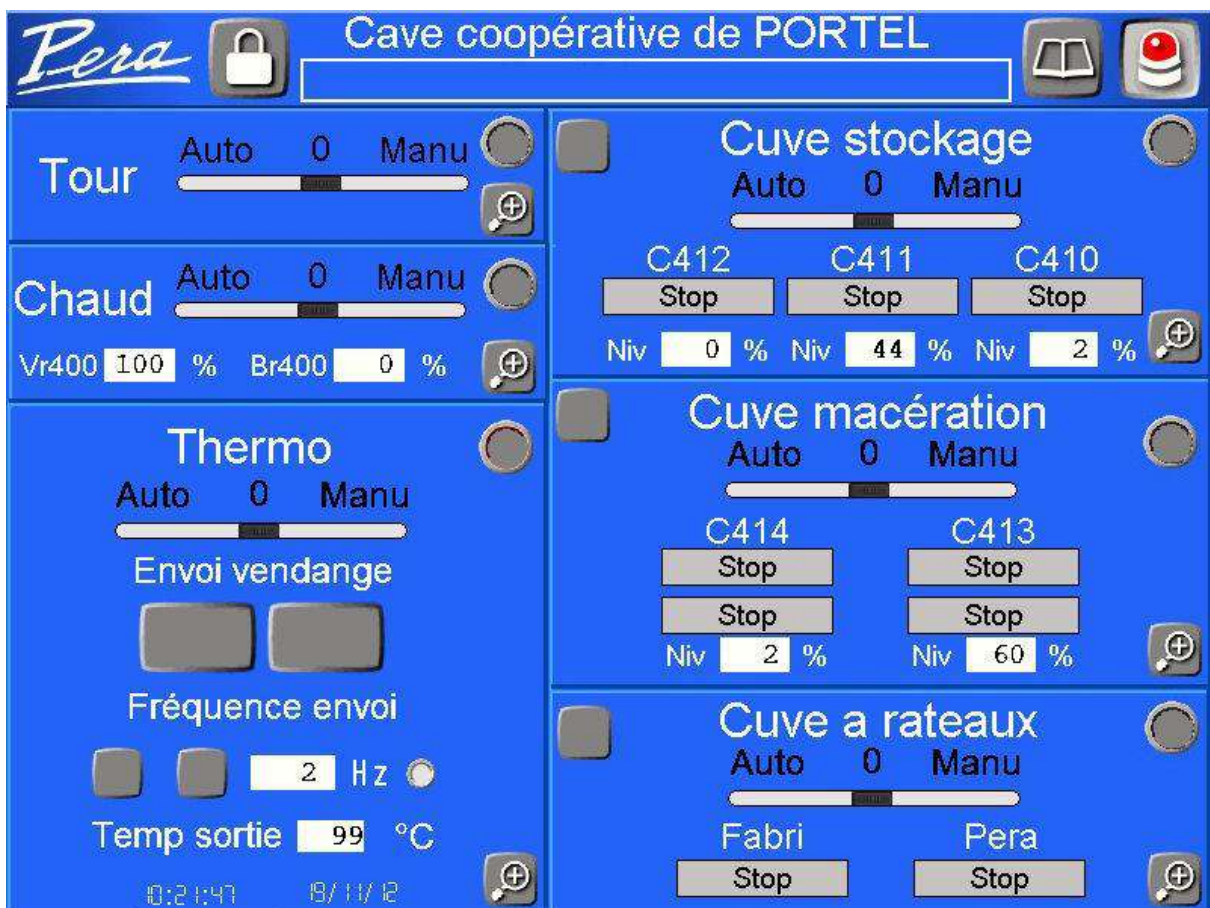 Pera
Cave coopérative de PORTEL
Tour
Auto 0 Manu
Chaud
Auto 0 Manu
Vr400 100 % Br400 0 %
Thermo
Auto 0 Manu
Envoi vendange
Fréquence envoi
2 Hz
Temp sortie 99 °C
10:21:47 19/11/12
Cuve stockage
Auto 0 Manu
C412 C411 C410
Stop Stop Stop
Niv 0 % Niv 44 % Niv 2 %
Cuve macération
Auto 0 Manu
C414 C413
Stop Stop
Stop Stop
Niv 2 % Niv 60 %
Cuve a rateaux
Auto 0 Manu
Fabri Pera
Stop Stop